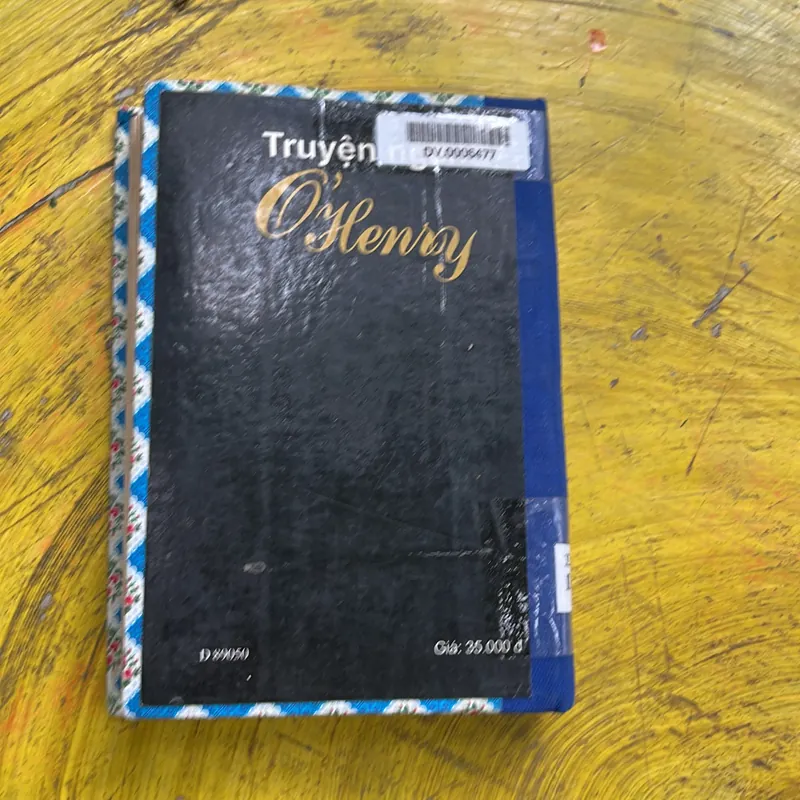 Truyện
DV.0006477
O'Henry
Đ 89050
Giá: 35.000 đ